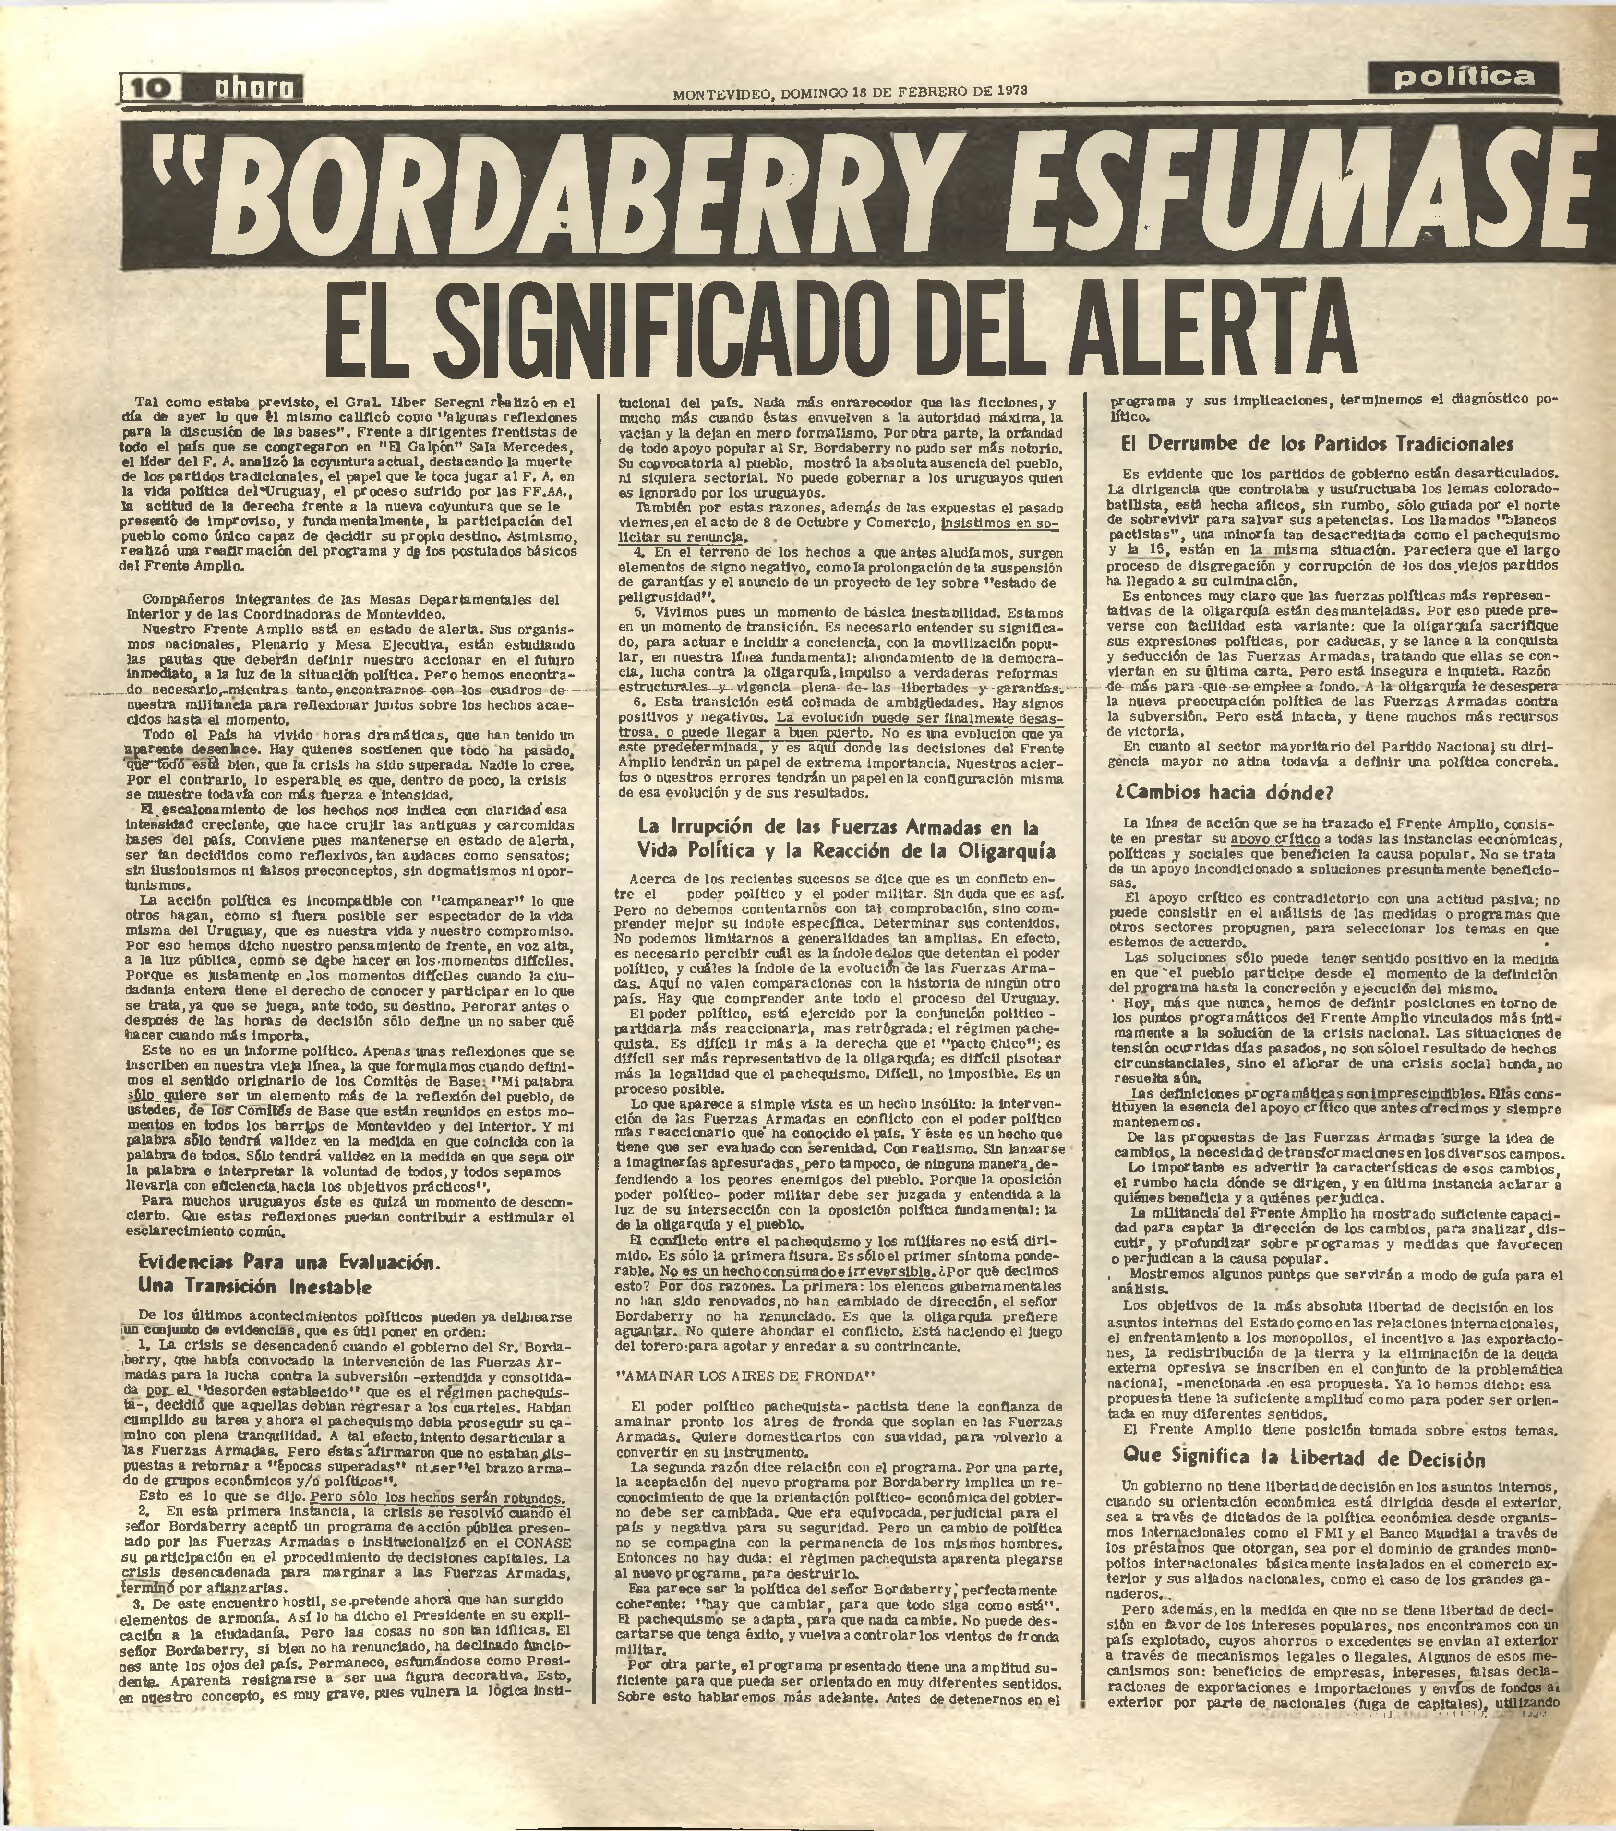 10 ahora
MONTEVIDEO, DOMINGO 18 DE FEBRERO DE 1973
política
"BORDABERRY ESFUMASE
EL SIGNIFICADO DEL ALERTA
Tal como estaba previsto, el Gral. Líber Seregni realizó en el
día de ayer lo que él mismo calificó como "algunas reflexiones
para la discusión de las bases". Frente a dirigentes frentistas de
todo el país que se congregaron en "El Galpón" Sala Mercedes,
el líder del F. A. analizó la coyuntura actual, destacando la muerte
de los partidos tradicionales, el papel que le toca jugar al F. A. en
la vida política del Uruguay, el proceso sufrido por las FF.AA.,
la actitud de la derecha frente a la nueva coyuntura que se le
presentó de improviso, y fundamentalmente, la participación del
pueblo como único capaz de decidir su propio destino. Asimismo,
realizó una reafirmación del programa y de los postulados básicos
del Frente Amplio.
Compañeros integrantes de las Mesas Departamentales del
Interior y de las Coordinadoras de Montevideo.
Nuestro Frente Amplio está en estado de alerta. Sus organis-
mos nacionales, Plenario y Mesa Ejecutiva, están estudiando
las pautas que deberán definir nuestro accionar en el futuro
inmediato, a la luz de la situación política. Pero hemos encontra-
do necesario, mientras tanto, encontrarnos con los cuadros de
nuestra militancia para reflexionar juntos sobre los hechos acae-
cidos hasta el momento.
Todo el País ha vivido horas dramáticas, que han tenido un
aparente desenlace. Hay quienes sostienen que todo ha pasado,
que todo está bien, que la crisis ha sido superada. Nadie lo cree.
Por el contrario, lo esperable es que, dentro de poco, la crisis
se muestre todavía con más fuerza e intensidad.
El escalonamiento de los hechos nos indica con claridad esa
intensidad creciente, que hace crujir las antiguas y carcomidas
bases del país. Conviene pues mantenerse en estado de alerta,
ser tan decididos como reflexivos, tan audaces como sensatos;
sin ilusionismos ni falsos preconceptos, sin dogmatismos ni opor-
tunismos.
La acción política es incompatible con "campanear" lo que
otros hagan, como si fuera posible ser espectador de la vida
misma del Uruguay, que es nuestra vida y nuestro compromiso.
Por eso hemos dicho nuestro pensamiento de frente, en voz alta,
a la luz pública, como se debe hacer en los momentos difíciles.
Porque es justamente en los momentos difíciles cuando la ciu-
dadanía entera tiene el derecho de conocer y participar en lo que
se trata, ya que se juega, ante todo, su destino. Perorar antes o
después de las horas de decisión sólo define un no saber qué
hacer cuando más importa.
Este no es un informe político. Apenas unas reflexiones que se
inscriben en nuestra vieja línea, la que formulamos cuando defini-
mos el sentido originario de los Comités de Base: "Mi palabra
sólo quiere ser un elemento más de la reflexión del pueblo, de
ustedes, de los Comités de Base que están reunidos en estos mo-
mentos en todos los barrios de Montevideo y del Interior. Y mi
palabra sólo tendrá validez en la medida en que coincida con la
palabra de todos. Sólo tendrá validez en la medida en que sepa oir
la palabra e interpretar la voluntad de todos, y todos sepamos
llevarla con eficiencia hacia los objetivos prácticos".
Para muchos uruguayos éste es quizá un momento de descon-
cierto. Que estas reflexiones puedan contribuir a estimular el
esclarecimiento común.
Evidencias Para una Evaluación.
Una Transición Inestable
De los últimos acontecimientos políticos pueden ya delinearse
un conjunto de evidencias, que es útil poner en orden:
1. La crisis se desencadenó cuando el gobierno del Sr. Borda-
berry, que había convocado la intervención de las Fuerzas Ar-
madas para la lucha contra la subversión -extendida y consolida-
da por el "desorden establecido" que es el régimen pachequis-
ta-, decidió que aquellas debían regresar a los cuarteles. Habían
cumplido su tarea y ahora el pachequismo debía proseguir su ca-
mino con plena tranquilidad. A tal efecto, intento desarticular a
las Fuerzas Armadas. Pero éstas afirmaron que no estaban dis-
puestas a retornar a "épocas superadas" ni ser "el brazo arma-
do de grupos económicos y/o políticos".
Esto es lo que se dijo. Pero sólo los hechos serán rotundos.
2. En esta primera instancia, la crisis se resolvió cuando el
señor Bordaberry aceptó un programa de acción pública presen-
tado por las Fuerzas Armadas e institucionalizó en el CONASE
su participación en el procedimiento de decisiones capitales. La
crisis desencadenada para marginar a las Fuerzas Armadas,
terminó por afianzarlas.
3. De este encuentro hostil, se pretende ahora que han surgido
elementos de armonía. Así lo ha dicho el Presidente en su expli-
cación a la ciudadanía. Pero las cosas no son tan idílicas. El
señor Bordaberry, si bien no ha renunciado, ha declinado funcio-
nes ante los ojos del país. Permanece, esfumándose como Presi-
dente. Aparenta resignarse a ser una figura decorativa. Esto,
en nuestro concepto, es muy grave, pues vulnera la lógica insti-
tucional del país. Nada más enrarecedor que las ficciones, y
mucho más cuando éstas envuelven a la autoridad máxima, la
vacían y la dejan en mero formalismo. Por otra parte, la orfandad
de todo apoyo popular al Sr. Bordaberry no pudo ser más notorio.
Su convocatoria al pueblo, mostró la absoluta ausencia del pueblo,
ni siquiera sectorial. No puede gobernar a los uruguayos quien
es ignorado por los uruguayos.
También por estas razones, además de las expuestas el pasado
viernes, en el acto de 8 de Octubre y Comercio, insistimos en so-
licitar su renuncia.
4. En el terreno de los hechos a que antes aludíamos, surgen
elementos de signo negativo, como la prolongación de la suspensión
de garantías y el anuncio de un proyecto de ley sobre "estado de
peligrusidad".
5. Vivimos pues un momento de básica inestabilidad. Estamos
en un momento de transición. Es necesario entender su significa-
do, para actuar e incidir a conciencia, con la movilización popu-
lar, en nuestra línea fundamental: ahondamiento de la democra-
cia, lucha contra la oligarquía, impulso a verdaderas reformas
estructurales y vigencia plena de las libertades y garantías.
6. Esta transición está colmada de ambigüedades. Hay signos
positivos y negativos. La evolución puede ser finalmente desas-
trosa, o puede llegar a buen puerto. No es una evolución que ya
este predeterminada, y es aquí donde las decisiones del Frente
Amplio tendrán un papel de extrema importancia. Nuestros acier-
tos o nuestros errores tendrán un papel en la configuración misma
de esa evolución y de sus resultados.
La Irrupción de las Fuerzas Armadas en la
Vida Política y la Reacción de la Oligarquía
Acerca de los recientes sucesos se dice que es un conficto en-
tre el poder político y el poder militar. Sin duda que es así.
Pero no debemos contentarnos con tal comprobación, sino com-
prender mejor su índole específica. Determinar sus contenidos.
No podemos limitarnos a generalidades tan amplias. En efecto,
es necesario percibir cuál es la índole de los que detentan el poder
político, y cuáles la índole de la evolución de las Fuerzas Arma-
das. Aquí no valen comparaciones con la historia de ningún otro
país. Hay que comprender ante todo el proceso del Uruguay.
El poder político, está ejercido por la conjunción político -
partidaria más reaccionaria, mas retrógrada: el régimen pache-
quista. Es difícil ir más a la derecha que el "pacto chico"; es
difícil ser más representativo de la oligarquía; es difícil pisotear
más la legalidad que el pachequismo. Difícil, no imposible. Es un
proceso posible.
Lo que aparece a simple vista es un hecho insólito: la interven-
ción de las Fuerzas Armadas en conflicto con el poder político
más reaccionario que ha conocido el país. Y éste es un hecho que
tiene que ser evaluado con serenidad. Con realismo. Sin lanzarse
a imaginerías apresuradas, pero tampoco, de ninguna manera, de-
fendiendo a los peores enemigos del pueblo. Porque la oposición
poder político- poder militar debe ser juzgada y entendida a la
luz de su intersección con la oposición política fundamental: la
de la oligarquía y el pueblo.
El conflicto entre el pachequismo y los militares no está diri-
mido. Es sólo la primera fisura. Es sólo el primer síntoma ponde-
rable. No es un hecho consumado e irreversible. ¿Por qué decimos
esto? Por dos razones. La primera: los elencos gubernamentales
no han sido renovados, no han cambiado de dirección, el señor
Bordaberry no ha renunciado. Es que la oligarquía prefiere
aguantar. No quiere ahondar el conflicto. Está haciendo el juego
del torero: para agotar y enredar a su contrincante.
"AMAINAR LOS AIRES DE FRONDA"
El poder político pachequista- pactista tiene la confianza de
amainar pronto los aires de fronda que soplan en las Fuerzas
Armadas. Quiere domesticarlos con suavidad, para volverlo a
convertir en su instrumento.
La segunda razón dice relación con el programa. Por una parte,
la aceptación del nuevo programa por Bordaberry implica un re-
conocimiento de que la orientación político- económica del gobier-
no debe ser cambiada. Que era equivocada, perjudicial para el
país y negativa para su seguridad. Pero un cambio de política
no se compagina con la permanencia de los mismos hombres.
Entonces no hay duda: el régimen pachequista aparenta plegarse
al nuevo programa, para destruirlo.
Esa parece ser la política del señor Bordaberry, perfectamente
coherente: "hay que cambiar, para que todo siga como está".
El pachequismo se adapta, para que nada cambie. No puede des-
cartarse que tenga éxito, y vuelva a controlar los vientos de fronda
militar.
Por otra parte, el programa presentado tiene una amplitud su-
ficiente para que pueda ser orientado en muy diferentes sentidos.
Sobre esto hablaremos más adelante. Antes de detenernos en el
programa y sus implicaciones, terminemos el diagnóstico po-
lítico.
El Derrumbe de los Partidos Tradicionales
Es evidente que los partidos de gobierno están desarticulados.
La dirigencia que controlaba y usufructuaba los lemas colorado-
batllista, está hecha añicos, sin rumbo, sólo guiada por el norte
de sobrevivir para salvar sus apetencias. Los llamados "blancos
pactistas", una minoría tan desacreditada como el pachequismo
y la 15, están en la misma situación. Pareciera que el largo
proceso de disgregación y corrupción de los dos viejos partidos
ha llegado a su culminación.
Es entonces muy claro que las fuerzas políticas más represen-
tativas de la oligarquía están desmanteladas. Por eso puede pre-
verse con facilidad esta variante: que la oligarquía sacrifique
sus expresiones políticas, por caducas, y se lance a la conquista
y seducción de las Fuerzas Armadas, tratando que ellas se con-
viertan en su última carta. Pero está insegura e inquieta. Razón
de más para que se emplee a fondo. A la oligarquía le desespera
la nueva preocupación política de las Fuerzas Armadas contra
la subversión. Pero está intacta, y tiene muchos más recursos
de victoria.
En cuanto al sector mayoritario del Partido Nacional su diri-
gencia mayor no atina todavía a definir una política concreta.
¿Cambios hacia dónde?
La línea de acción que se ha trazado el Frente Amplio, consis-
te en prestar su apoyo crítico a todas las instancias económicas,
políticas y sociales que beneficien la causa popular. No se trata
de un apoyo incondicionado a soluciones presuntamente beneficio-
sas.
El apoyo crítico es contradictorio con una actitud pasiva; no
puede consistir en el análisis de las medidas o programas que
otros sectores propugnen, para seleccionar los temas en que
estemos de acuerdo.
Las soluciones sólo puede tener sentido positivo en la medida
en que el pueblo participe desde el momento de la definición
del programa hasta la concreción y ejecución del mismo.
Hoy, más que nunca, hemos de definir posiciones en torno de
los puntos programáticos del Frente Amplio vinculados más ínti-
mamente a la solución de la crisis nacional. Las situaciones de
tensión ocurridas días pasados, no son sólo el resultado de hechos
circunstanciales, sino el aflorar de una crisis social honda, no
resuelta aún.
Las definiciones programáticas son imprescindibles. Ellas cons-
tituyen la esencia del apoyo crítico que antes ofrecimos y siempre
mantenemos.
De las propuestas de las Fuerzas Armadas surge la idea de
cambios, la necesidad de transformaciones en los diversos campos.
Lo importante es advertir la características de esos cambios,
el rumbo hacia dónde se dirigen, y en última instancia aclarar a
quiénes beneficia y a quiénes perjudica.
La militancia del Frente Amplio ha mostrado suficiente capaci-
dad para captar la dirección de los cambios, para analizar, dis-
cutir, y profundizar sobre programas y medidas que favorecen
o perjudican a la causa popular.
Mostremos algunos puntos que servirán a modo de guía para el
análisis.
Los objetivos de la más absoluta libertad de decisión en los
asuntos internos del Estado como en las relaciones internacionales,
el enfrentamiento a los monopolios, el incentivo a las exportacio-
nes, la redistribución de la tierra y la eliminación de la deuda
externa opresiva se inscriben en el conjunto de la problemática
nacional, -mencionada en esa propuesta. Ya lo hemos dicho: esa
propuesta tiene la suficiente amplitud como para poder ser orien-
tada en muy diferentes sentidos.
El Frente Amplio tiene posición tomada sobre estos temas.
Que Significa la Libertad de Decisión
Un gobierno no tiene libertad de decisión en los asuntos internos,
cuando su orientación económica está dirigida desde el exterior,
sea a través de dictados de la política económica desde organis-
mos internacionales como el FMI y el Banco Mundial a través de
los préstamos que otorgan, sea por el dominio de grandes mono-
polios internacionales básicamente instalados en el comercio ex-
terior y sus aliados nacionales, como el caso de los grandes ga-
naderos.
Pero además, en la medida en que no se tiene libertad de deci-
sión en favor de los intereses populares, nos encontramos con un
país explotado, cuyos ahorros o excedentes se envían al exterior
a través de mecanismos legales o ilegales. Algunos de esos me-
canismos son: beneficios de empresas, intereses, falsas decla-
raciones de exportaciones e importaciones y envíos de fondos al
exterior por parte de nacionales (fuga de capitales), utilizando